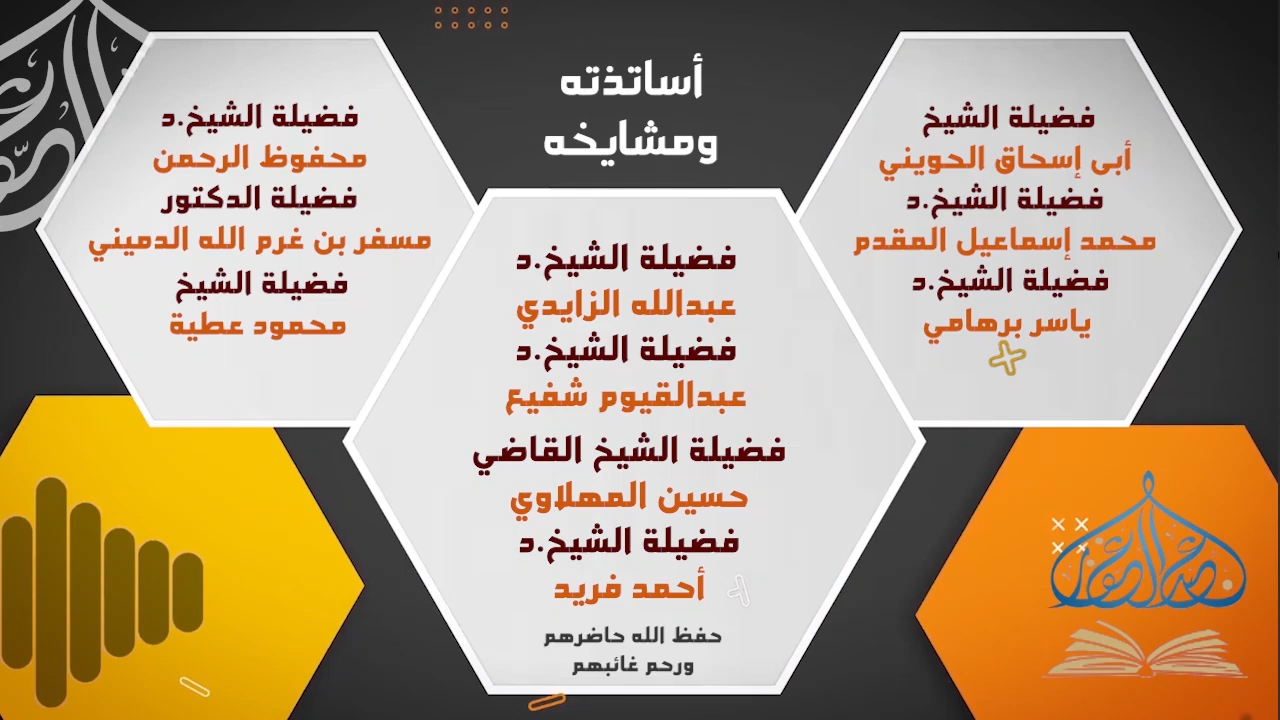 أساتذته
ومشايخه
فضيلة الشيخ
أبى إسحاق الحويني
فضيلة الشيخ.د
محمد إسماعيل المقدم
فضيلة الشيخ.د
ياسر برهامي
فضيلة الشيخ.د
عبدالله الزايدي
فضيلة الشيخ.د
عبدالقيوم شفيع
فضيلة الشيخ القاضي
حسين المهلاوي
فضيلة الشيخ.د
أحمد فريد
حفظ الله حاضرهم
ورحم غائبهم
فضيلة الشيخ.د
محفوظ الرحمن
فضيلة الدكتور
مسفر بن غرم الله الدميني
فضيلة الشيخ
محمود عطية